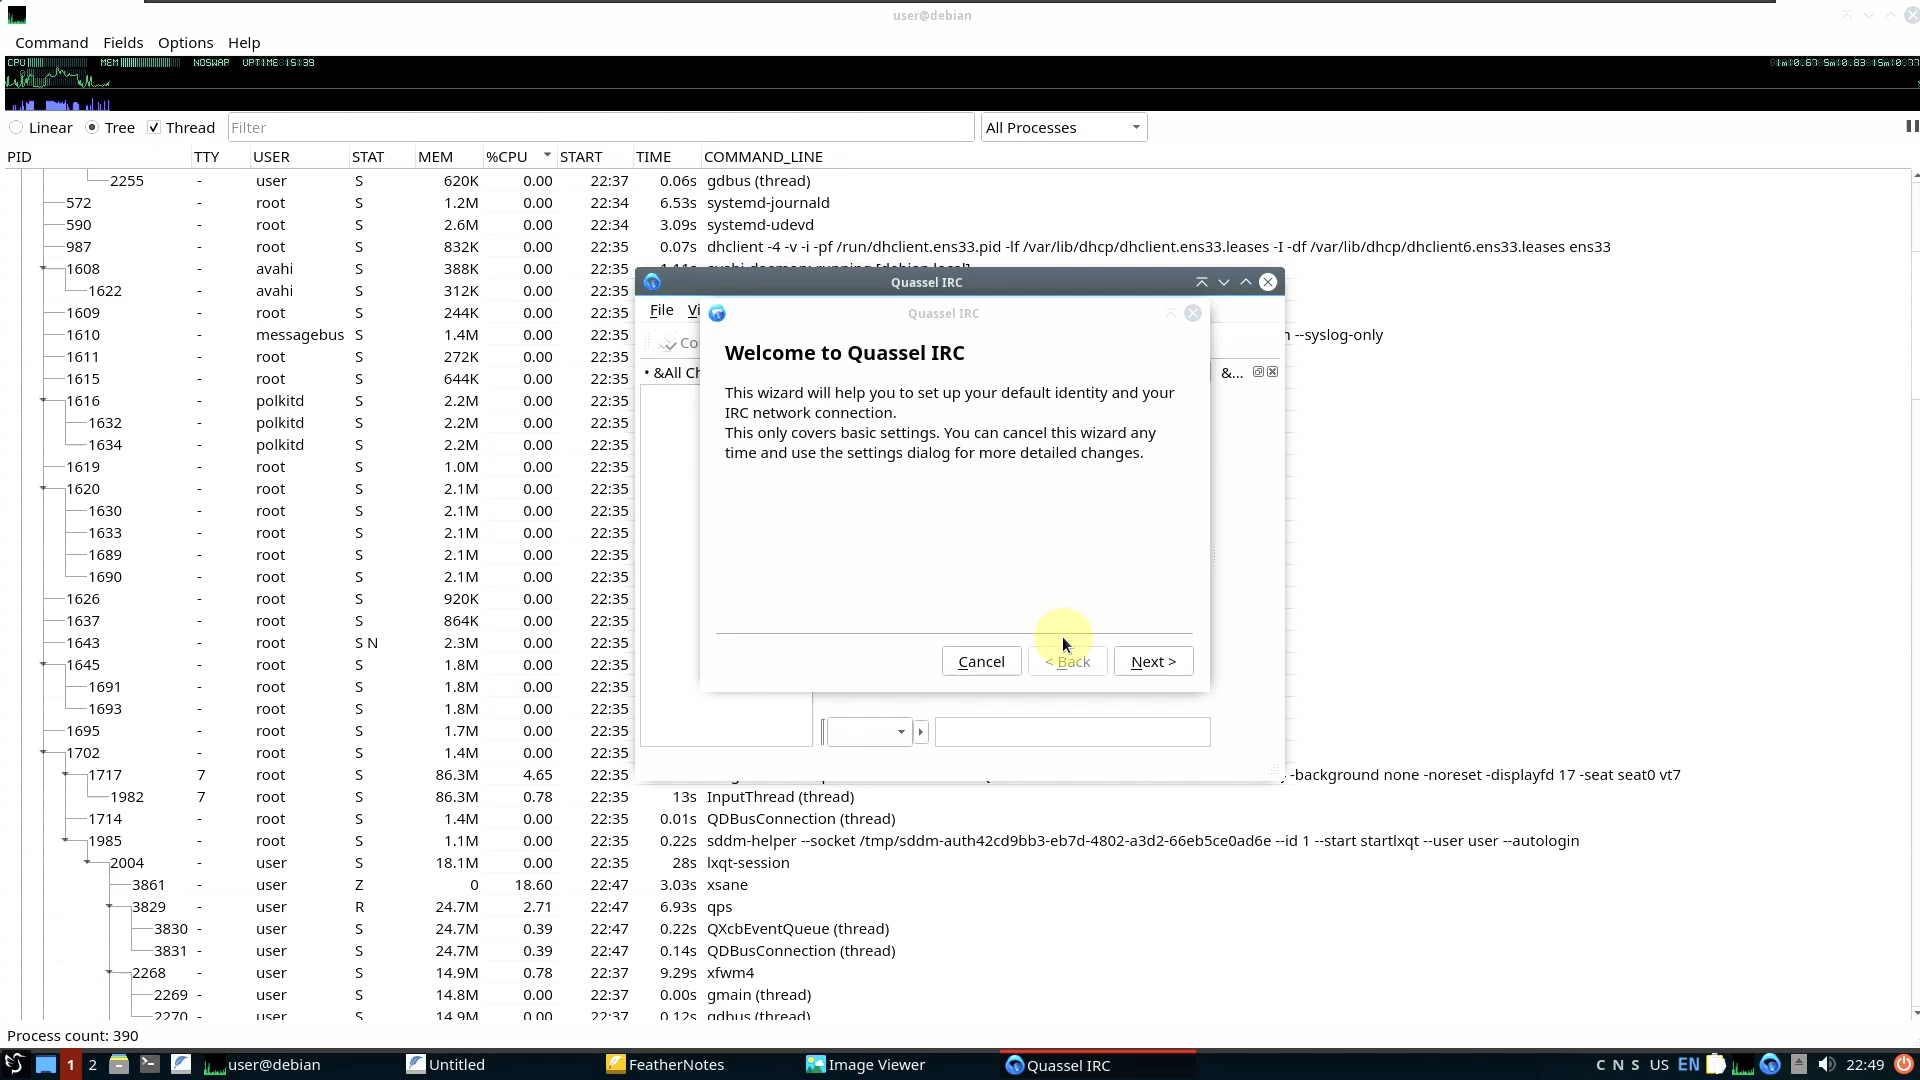 user@debian
Command Fields Options Help
CPU MEM NOSWAP UPTIME
Linear Tree Thread Filter All Processes
PID TTY USER STAT MEM %CPU START TIME COMMAND_LINE
2255 - user S 620K 0.00 22:37 0.06s gdbus (thread)
572 - root S 1.2M 0.00 22:34 6.53s systemd-journald
590 - root S 2.6M 0.00 22:34 3.09s systemd-udevd
987 - root S 832K 0.00 22:35 0.07s dhclient -4 -v -i -pf /run/dhclient.ens33.pid -lf /var/lib/dhcp/dhclient.ens33.leases -I -df /var/lib/dhcp/dhclient6.ens33.leases ens33
1608 - avahi S 388K 0.00 22:35
1622 - avahi S 312K 0.00 22:35
1609 - root S 244K 0.00 22:35
1610 - messagebus S 1.4M 0.00 22:35 --syslog-only
1611 - root S 272K 0.00 22:35
1615 - root S 644K 0.00 22:35
1616 - polkitd S 2.2M 0.00 22:35
1632 - polkitd S 2.2M 0.00 22:35
1634 - polkitd S 2.2M 0.00 22:35
1619 - root S 1.0M 0.00 22:35
1620 - root S 2.1M 0.00 22:35
1630 - root S 2.1M 0.00 22:35
1633 - root S 2.1M 0.00 22:35
1689 - root S 2.1M 0.00 22:35
1690 - root S 2.1M 0.00 22:35
1626 - root S 920K 0.00 22:35
1637 - root S 864K 0.00 22:35
1643 - root S N 2.3M 0.00 22:35
1645 - root S 1.8M 0.00 22:35
1691 - root S 1.8M 0.00 22:35
1693 - root S 1.8M 0.00 22:35
1695 - root S 1.7M 0.00 22:35
1702 - root S 1.4M 0.00 22:35
1717 7 root S 86.3M 4.65 22:35 -background none -noreset -displayfd 17 -seat seat0 vt7
1982 7 root S 86.3M 0.78 22:35 13s InputThread (thread)
1714 - root S 1.4M 0.00 22:35 0.01s QDBusConnection (thread)
1985 - root S 1.1M 0.00 22:35 0.22s sddm-helper --socket /tmp/sddm-auth42cd9bb3-eb7d-4802-a3d2-66eb5ce0ad6e --id 1 --start startlxqt --user user --autologin
2004 - user S 18.1M 0.00 22:35 28s lxqt-session
3861 - user Z 0 18.60 22:47 3.03s xsane
3829 - user R 24.7M 2.71 22:47 6.93s qps
3830 - user S 24.7M 0.39 22:47 0.22s QXcbEventQueue (thread)
3831 - user S 24.7M 0.39 22:47 0.14s QDBusConnection (thread)
2268 - user S 14.9M 0.78 22:37 9.29s xfwm4
2269 - user S 14.8M 0.00 22:37 0.00s gmain (thread)
2270 - user S 14.9M 0.00 22:37 0.12s gdbus (thread)
Process count: 390
Quassel IRC
File Vi
Co
• &All Ch &...
Quassel IRC
Welcome to Quassel IRC
This wizard will help you to set up your default identity and your
IRC network connection.
This only covers basic settings. You can cancel this wizard any
time and use the settings dialog for more detailed changes.
Cancel < Back Next >
1 2 user@debian Untitled FeatherNotes Image Viewer Quassel IRC C N S US EN 22:49